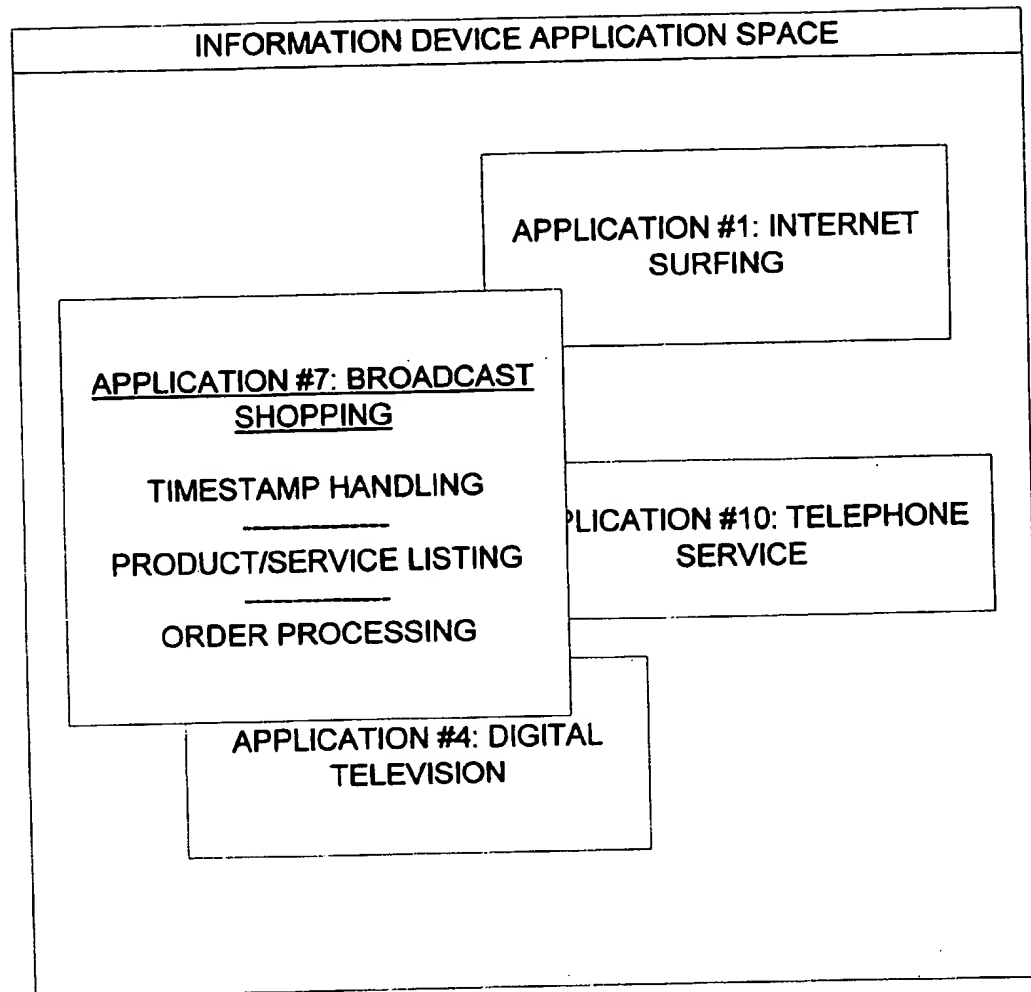 INFORMATION DEVICE APPLICATION SPACE
APPLICATION #1: INTERNET
SURFING
APPLICATION #7: BROADCAST
SHOPPING
TIMESTAMP HANDLING
PRODUCT/SERVICE LISTING
ORDER PROCESSING
PLICATION #10: TELEPHONE
SERVICE
APPLICATION #4: DIGITAL
TELEVISION